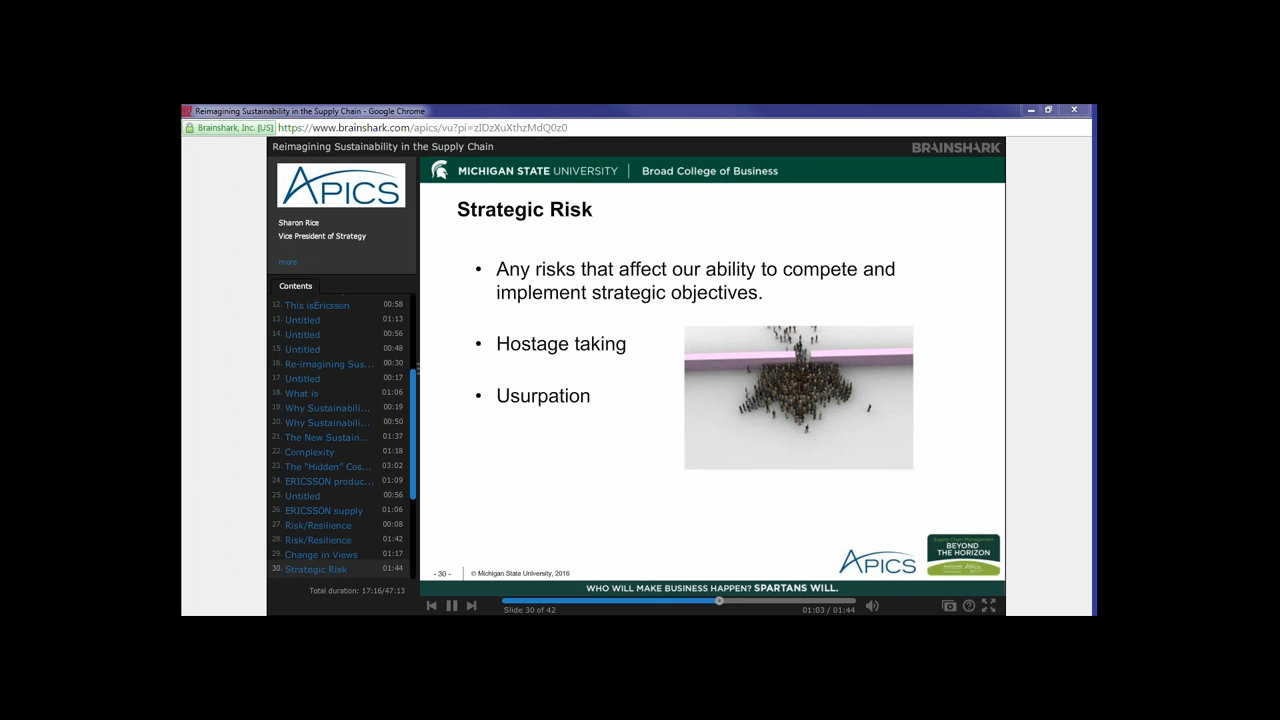 Reimagining Sustainability in the Supply Chain - Google Chrome
Brainshark, Inc. [US]
https://www.brainshark.com/apics/vu?pi=zIDzXuXthzMdQ0z0
Reimagining Sustainability in the Supply Chain
BRAINSHARK
APICS
Sharon Rice
Vice President of Strategy
more
Contents
12. This isEricsson 00:58
13. Untitled 01:13
14. Untitled 00:56
15. Untitled 00:48
16. Re-imagining Sus... 00:30
17. Untitled 00:17
18. What is 01:06
19. Why Sustainabili... 00:19
20. Why Sustainabili... 00:50
21. The New Sustain... 01:37
22. Complexity 01:18
23. The "Hidden" Cos... 03:02
24. ERICSSON produc... 01:09
25. Untitled 00:56
26. ERICSSON supply 01:06
27. Risk/Resilience 00:08
28. Risk/Resilience 01:42
29. Change in Views 01:17
30. Strategic Risk 01:44
Total duration: 17:16/47:13
MICHIGAN STATE UNIVERSITY | Broad College of Business
Strategic Risk
• Any risks that affect our ability to compete and
implement strategic objectives.
• Hostage taking
• Usurpation
APICS
Supply Chain Management
BEYOND
THE HORIZON
- 30 - © Michigan State University, 2016
WHO WILL MAKE BUSINESS HAPPEN? SPARTANS WILL.
Slide 30 of 42
01:03 / 01:44